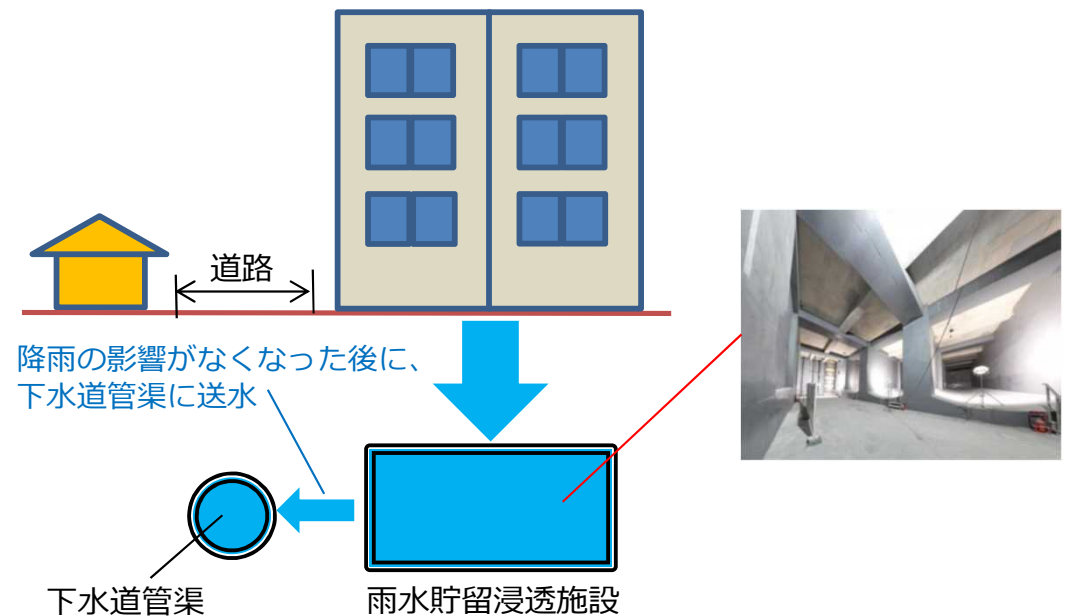 道路
降雨の影響がなくなった後に、
下水道管渠に送水
下水道管渠
雨水貯留浸透施設